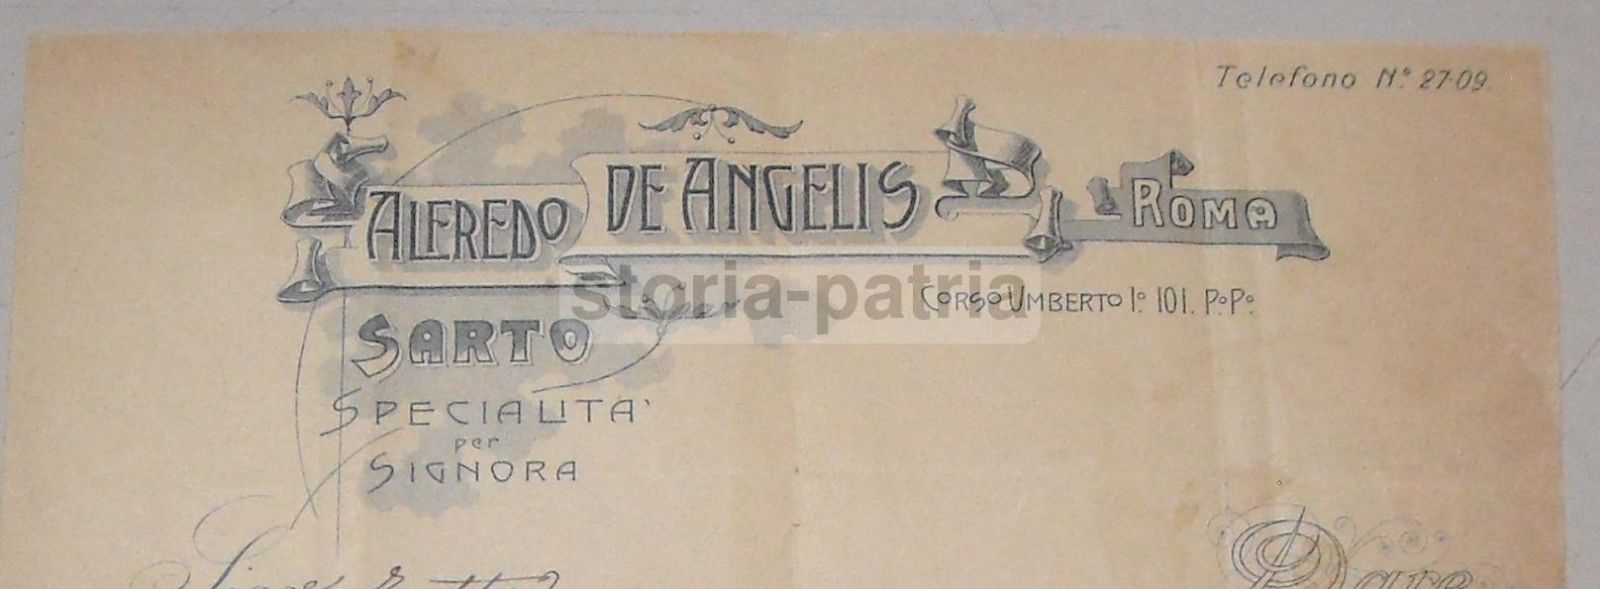 Telefono N.° 27-09.
ALFREDO DE ANGELIS ROMA
storia-patria
CORSO UMBERTO I.° 101. P.° P.°
SARTO
SPECIALITA'
per
SIGNORA